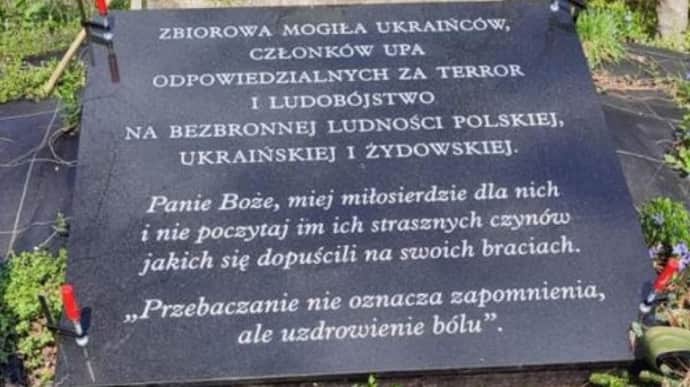 ZBIOROWA MOGIŁA UKRAIŃCÓW,
CZŁONKÓW UPA
ODPOWIEDZIALNYCH ZA TERROR
I LUDOBÓJSTWO
NA BEZBRONNEJ LUDNOŚCI POLSKIEJ,
UKRAIŃSKIEJ I ŻYDOWSKIEJ.
Panie Boże, miej miłosierdzie dla nich
i nie poczytaj im ich strasznych czynów
jakich się dopuścili na swoich braciach.
„Przebaczanie nie oznacza zapomnienia,
ale uzdrowienie bólu”.